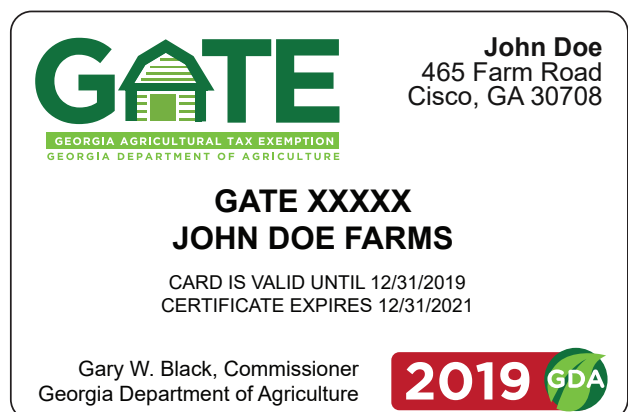 GATE
GEORGIA AGRICULTURAL TAX EXEMPTION
GEORGIA DEPARTMENT OF AGRICULTURE
John Doe
465 Farm Road
Cisco, GA 30708
GATE XXXXX
JOHN DOE FARMS
CARD IS VALID UNTIL 12/31/2019
CERTIFICATE EXPIRES 12/31/2021
Gary W. Black, Commissioner
Georgia Department of Agriculture
2019 GDA